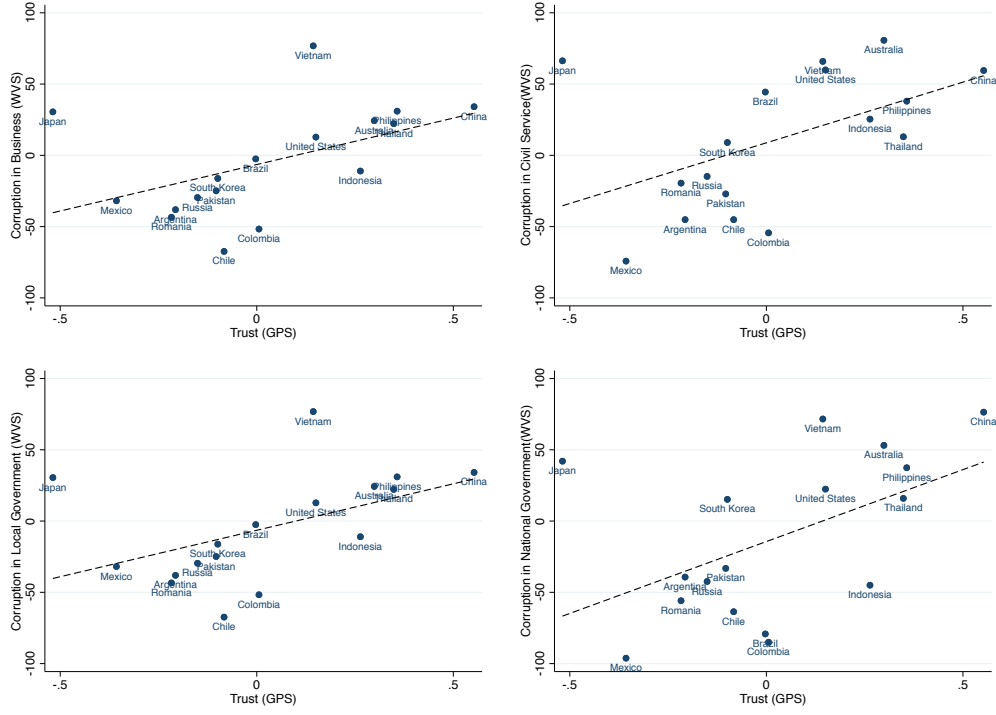 Corruption in Business (WVS)
100
50
0
-50
-100
Vietnam
Japan
Philippines
China
Australia
Thailand
United States
Brazil
Indonesia
South Korea
Pakistan
Mexico
Russia
Argentina
Romania
Colombia
Chile
-.5
0
.5
Trust (GPS)
Corruption in Civil Service(WVS)
100
50
0
-50
-100
Australia
Japan
Vietnam
United States
China
Brazil
Philippines
Indonesia
Thailand
South Korea
Russia
Romania
Pakistan
Argentina
Chile
Colombia
Mexico
-.5
0
.5
Trust (GPS)
Corruption in Local Government(WVS)
100
50
0
-50
-100
Vietnam
Japan
Philippines
China
Australia
Thailand
United States
Brazil
Indonesia
South Korea
Pakistan
Mexico
Russia
Argentina
Romania
Colombia
Chile
-.5
0
.5
Trust (GPS)
Corruption in National Government(WVS)
100
50
0
-50
-100
China
Vietnam
Australia
Japan
Philippines
United States
Thailand
South Korea
Pakistan
Argentina
Russia
Indonesia
Romania
Chile
Brazil
Colombia
Mexico
-.5
0
.5
Trust (GPS)